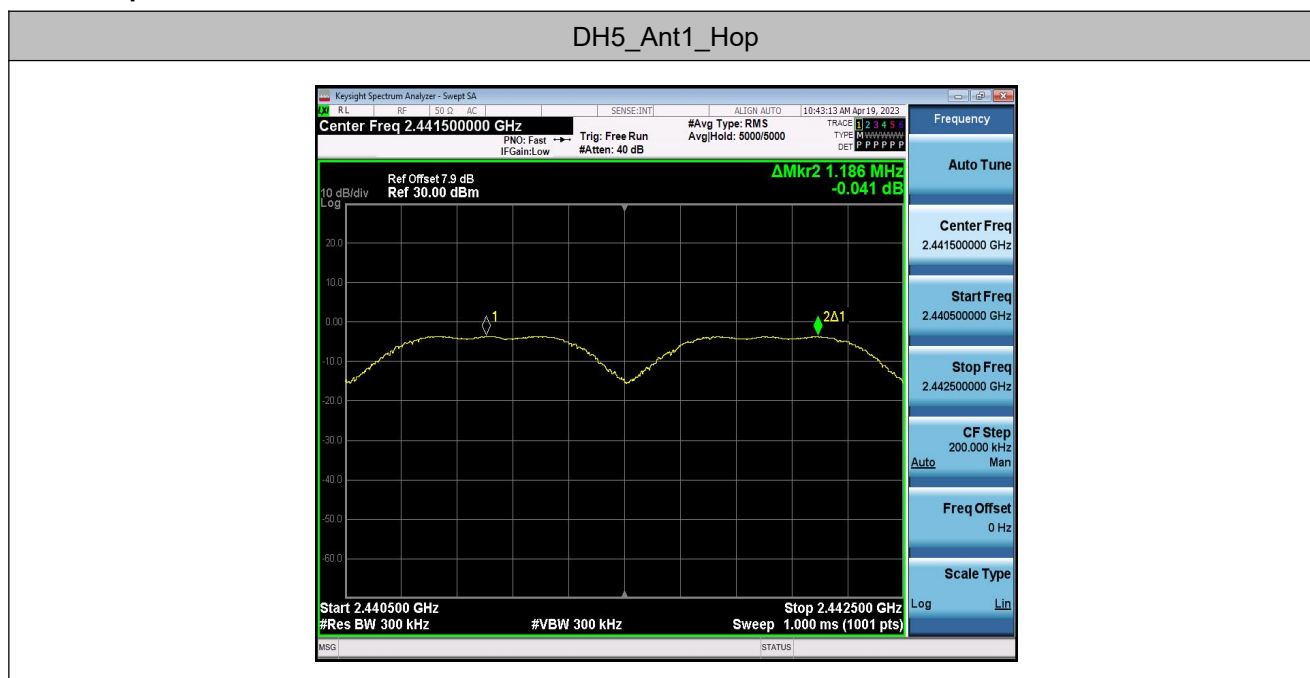 DH5_Ant1_Hop
Keysight Spectrum Analyzer - Swept SA
RL RF 50 Ω AC SENSE:INT ALIGN AUTO 10:43:13 AM Apr 19, 2023
Center Freq 2.441500000 GHz
PNO: Fast
IFGain:Low
Trig: Free Run
#Atten: 40 dB
#Avg Type: RMS
Avg|Hold: 5000/5000
TRACE 1 2 3 4 5 6
TYPE M WWWWW
DET P P P P P P
Frequency
Auto Tune
Center Freq
2.441500000 GHz
Start Freq
2.440500000 GHz
Stop Freq
2.442500000 GHz
CF Step
200.000 kHz
Auto Man
Freq Offset
0 Hz
Scale Type
Log Lin
ΔMkr2 1.186 MHz
-0.041 dB
Ref Offset 7.9 dB
10 dB/div Ref 30.00 dBm
Log
20.0
10.0
0.00
-10.0
-20.0
-30.0
-40.0
-50.0
-60.0
1
2Δ1
Start 2.440500 GHz Stop 2.442500 GHz
#Res BW 300 kHz #VBW 300 kHz Sweep 1.000 ms (1001 pts)
MSG STATUS